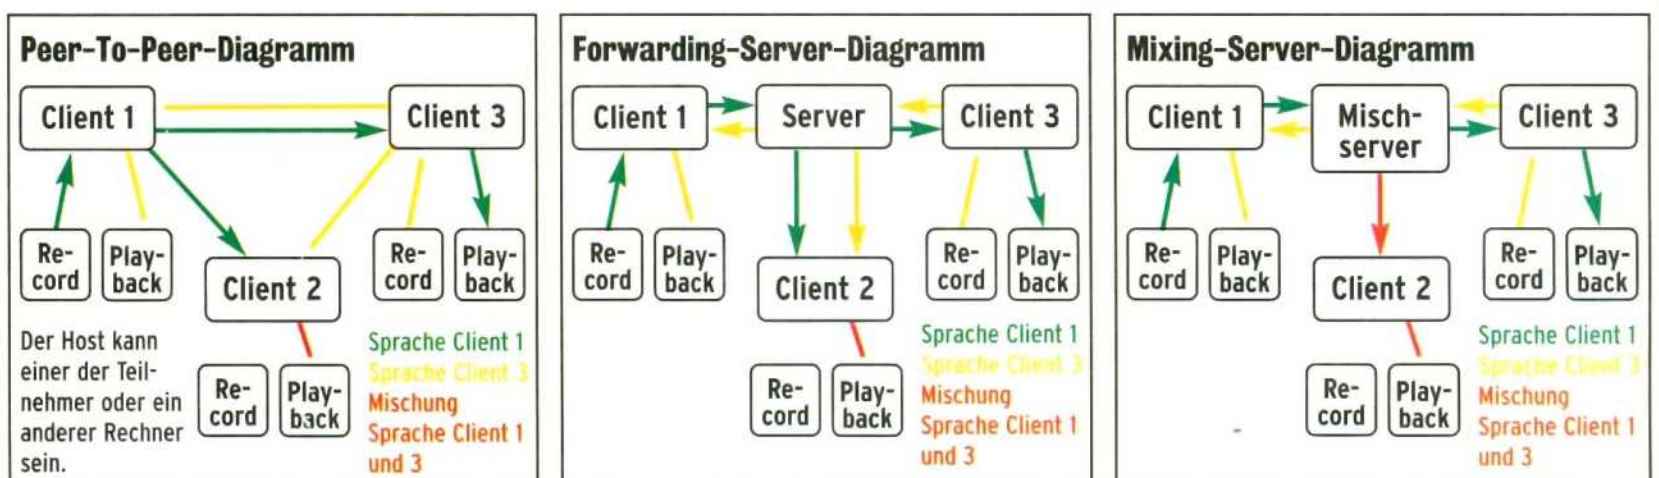 Peer-To-Peer-Diagramm
Client 1
Client 3
Re-
cord
Play-
back
Client 2
Re-
cord
Play-
back
Der Host kann
einer der Teil-
nehmer oder ein
anderer Rechner
sein.
Re-
cord
Play-
back
Sprache Client 1
Sprache Client 3
Mischung
Sprache Client 1
und 3
Forwarding-Server-Diagramm
Client 1
Server
Client 3
Re-
cord
Play-
back
Client 2
Re-
cord
Play-
back
Re-
cord
Play-
back
Sprache Client 1
Sprache Client 3
Mischung
Sprache Client 1
und 3
Mixing-Server-Diagramm
Client 1
Misch-
server
Client 3
Re-
cord
Play-
back
Client 2
Re-
cord
Play-
back
Re-
cord
Play-
back
Sprache Client 1
Sprache Client 3
Mischung
Sprache Client 1
und 3